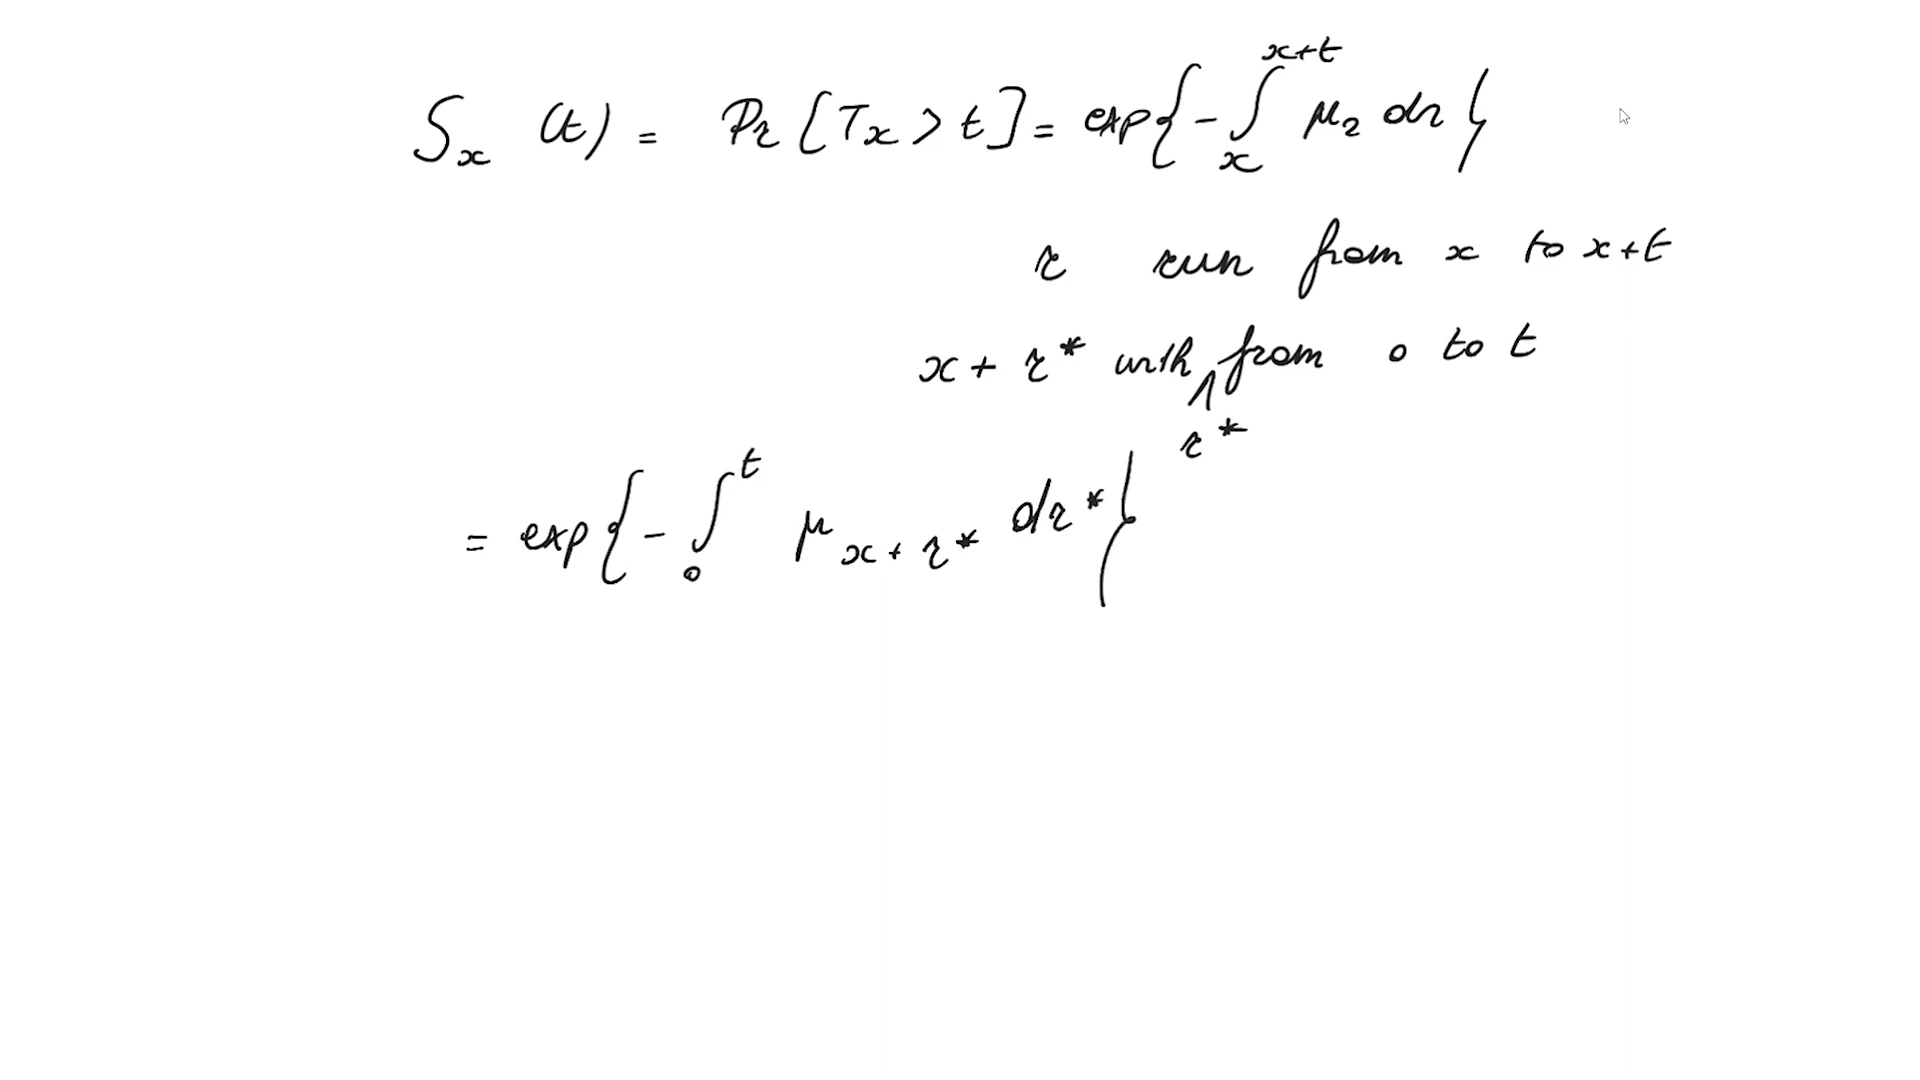 S_x (t) = Pr [T_x > t] = exp{- ∫_x^{x+t} μ_r dr}
r run from x to x+t
x + r* with r* from 0 to t
= exp{- ∫_0^t μ_{x+r*} dr*}